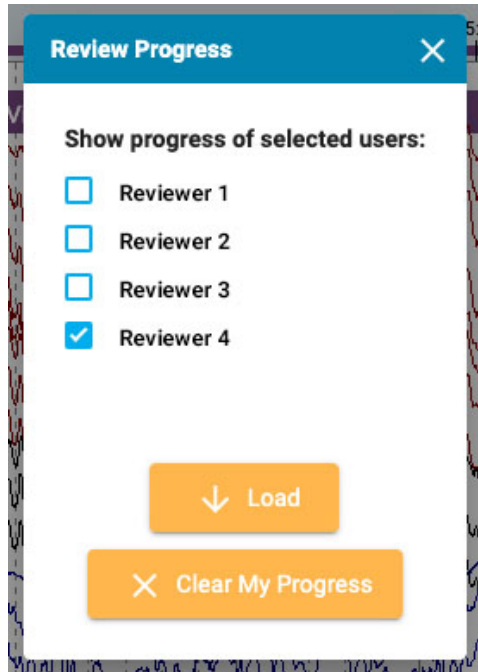 Review Progress
Show progress of selected users:
Reviewer 1
Reviewer 2
Reviewer 3
Reviewer 4
Load
Clear My Progress